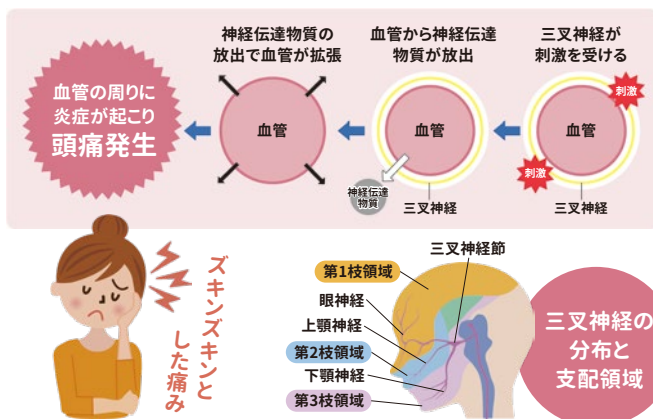 神経伝達物質の
放出で血管が拡張
血管から神経伝達
物質が放出
三叉神経が
刺激を受ける
血管の周りに
炎症が起こり
頭痛発生
血管
血管
血管
刺激
刺激
神経伝達
物質
三叉神経
三叉神経
ズキンズキンと
した痛み
三叉神経節
第1枝領域
眼神経
上顎神経
第2枝領域
下顎神経
第3枝領域
三叉神経の
分布と
支配領域